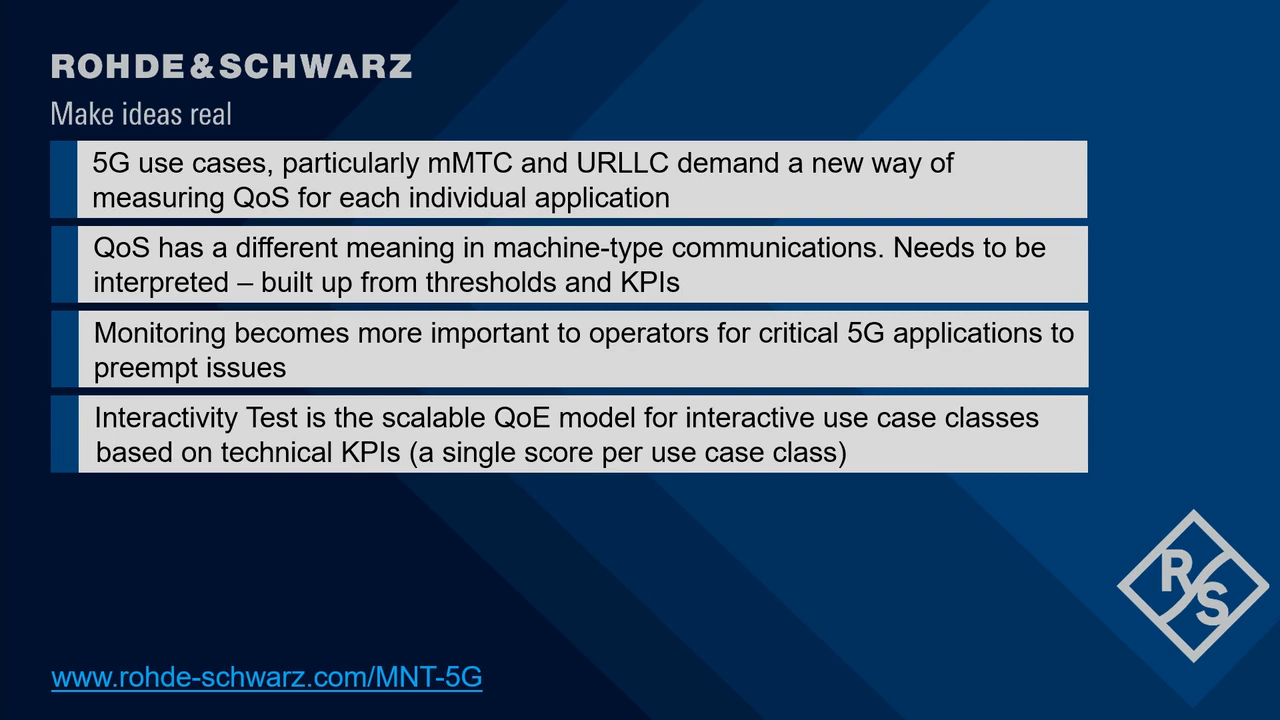 ROHDE&SCHWARZ
Make ideas real
5G use cases, particularly mMTC and URLLC demand a new way of
measuring QoS for each individual application
QoS has a different meaning in machine-type communications. Needs to be
interpreted – built up from thresholds and KPIs
Monitoring becomes more important to operators for critical 5G applications to
preempt issues
Interactivity Test is the scalable QoE model for interactive use case classes
based on technical KPIs (a single score per use case class)
R
S
www.rohde-schwarz.com/MNT-5G